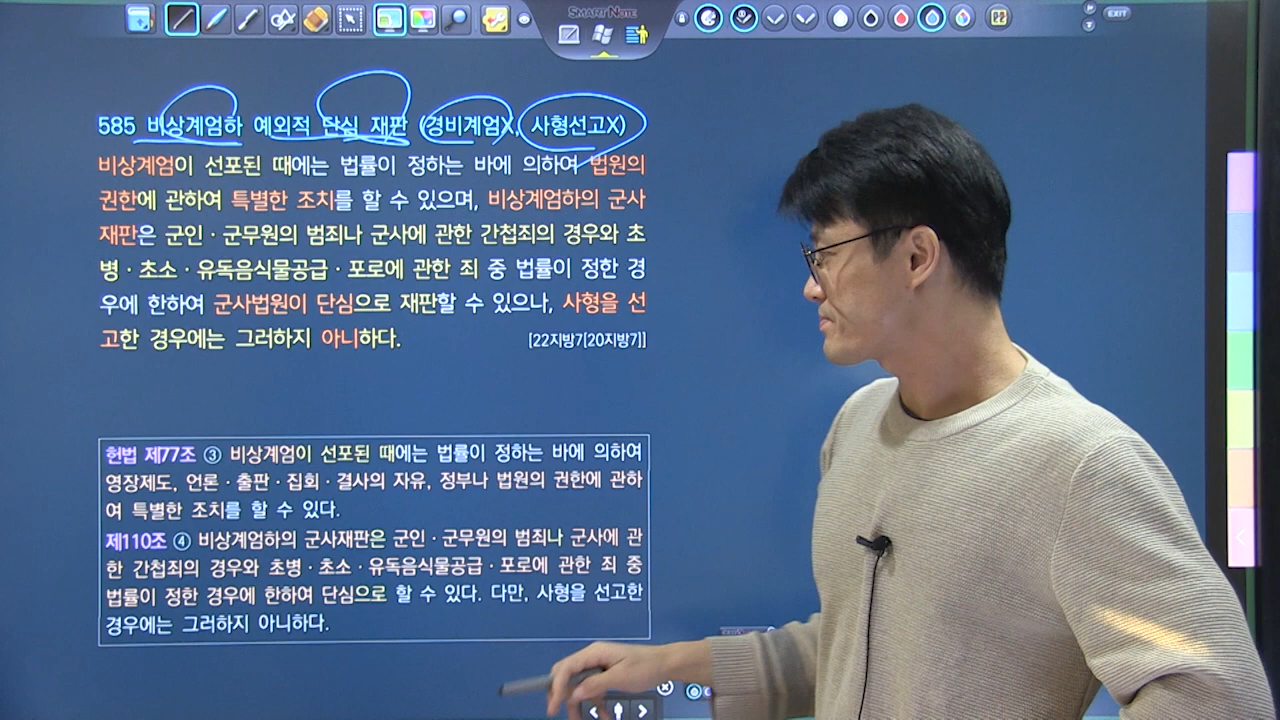 SMART NOTE
EXIT
585 비상계엄하 예외적 단심 재판 (경비계엄X, 사형선고X)
비상계엄이 선포된 때에는 법률이 정하는 바에 의하여 법원의
권한에 관하여 특별한 조치를 할 수 있으며, 비상계엄하의 군사
재판은 군인·군무원의 범죄나 군사에 관한 간첩죄의 경우와 초
병·초소·유독음식물공급·포로에 관한 죄 중 법률이 정한 경
우에 한하여 군사법원이 단심으로 재판할 수 있으나, 사형을 선
고한 경우에는 그러하지 아니하다.
[22지방7[20지방7]]
헌법 제77조 ③ 비상계엄이 선포된 때에는 법률이 정하는 바에 의하여
영장제도, 언론·출판·집회·결사의 자유, 정부나 법원의 권한에 관하
여 특별한 조치를 할 수 있다.
제110조 ④ 비상계엄하의 군사재판은 군인·군무원의 범죄나 군사에 관
한 간첩죄의 경우와 초병·초소·유독음식물공급·포로에 관한 죄 중
법률이 정한 경우에 한하여 단심으로 할 수 있다. 다만, 사형을 선고한
경우에는 그러하지 아니하다.